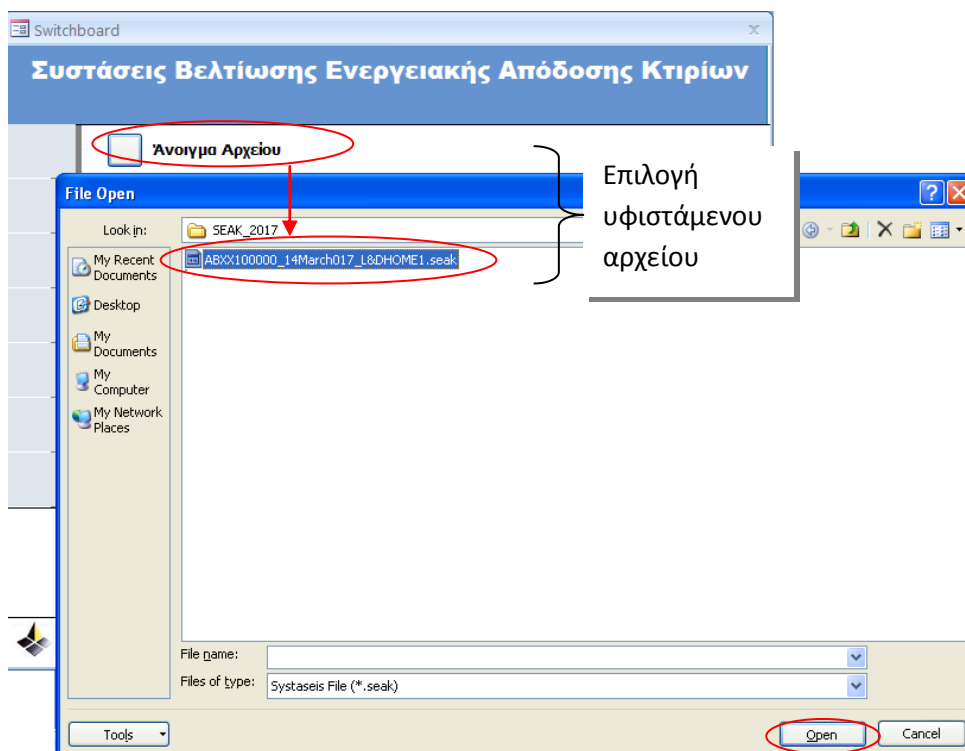 Switchboard
Συστάσεις Βελτίωσης Ενεργειακής Απόδοσης Κτιρίων
Άνοιγμα Αρχείου
Επιλογή
υφιστάμενου
αρχείου
File Open
Look in:
SEAK_2017
My Recent
Documents
Desktop
My
Documents
My
Computer
My Network
Places
ABXX100000_14March017_L&DHOME1.seak
File name:
Files of type:
Systaseis File (*.seak)
Tools
Open
Cancel